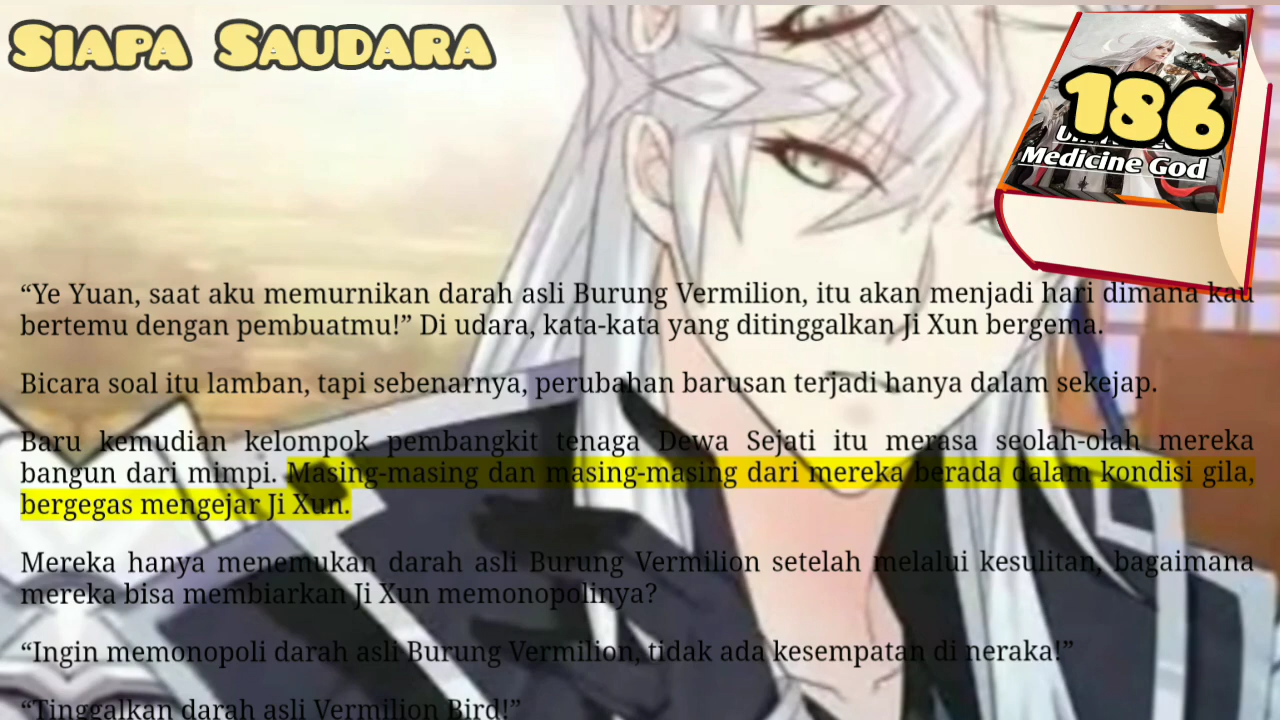 Siapa Saudara
186
Medicine God
“Ye Yuan, saat aku memurnikan darah asli Burung Vermilion, itu akan menjadi hari dimana kau
bertemu dengan pembuatmu!” Di udara, kata-kata yang ditinggalkan Ji Xun bergema.
Bicara soal itu lamban, tapi sebenarnya, perubahan barusan terjadi hanya dalam sekejap.
Baru kemudian kelompok pembangkit tenaga Dewa Sejati itu merasa seolah-olah mereka
bangun dari mimpi. Masing-masing dan masing-masing dari mereka berada dalam kondisi gila,
bergegas mengejar Ji Xun.
Mereka hanya menemukan darah asli Burung Vermilion setelah melalui kesulitan, bagaimana
mereka bisa membiarkan Ji Xun memonopolinya?
“Ingin memonopoli darah asli Burung Vermilion, tidak ada kesempatan di neraka!”
“Tinggalkan darah asli Vermilion Bird!”